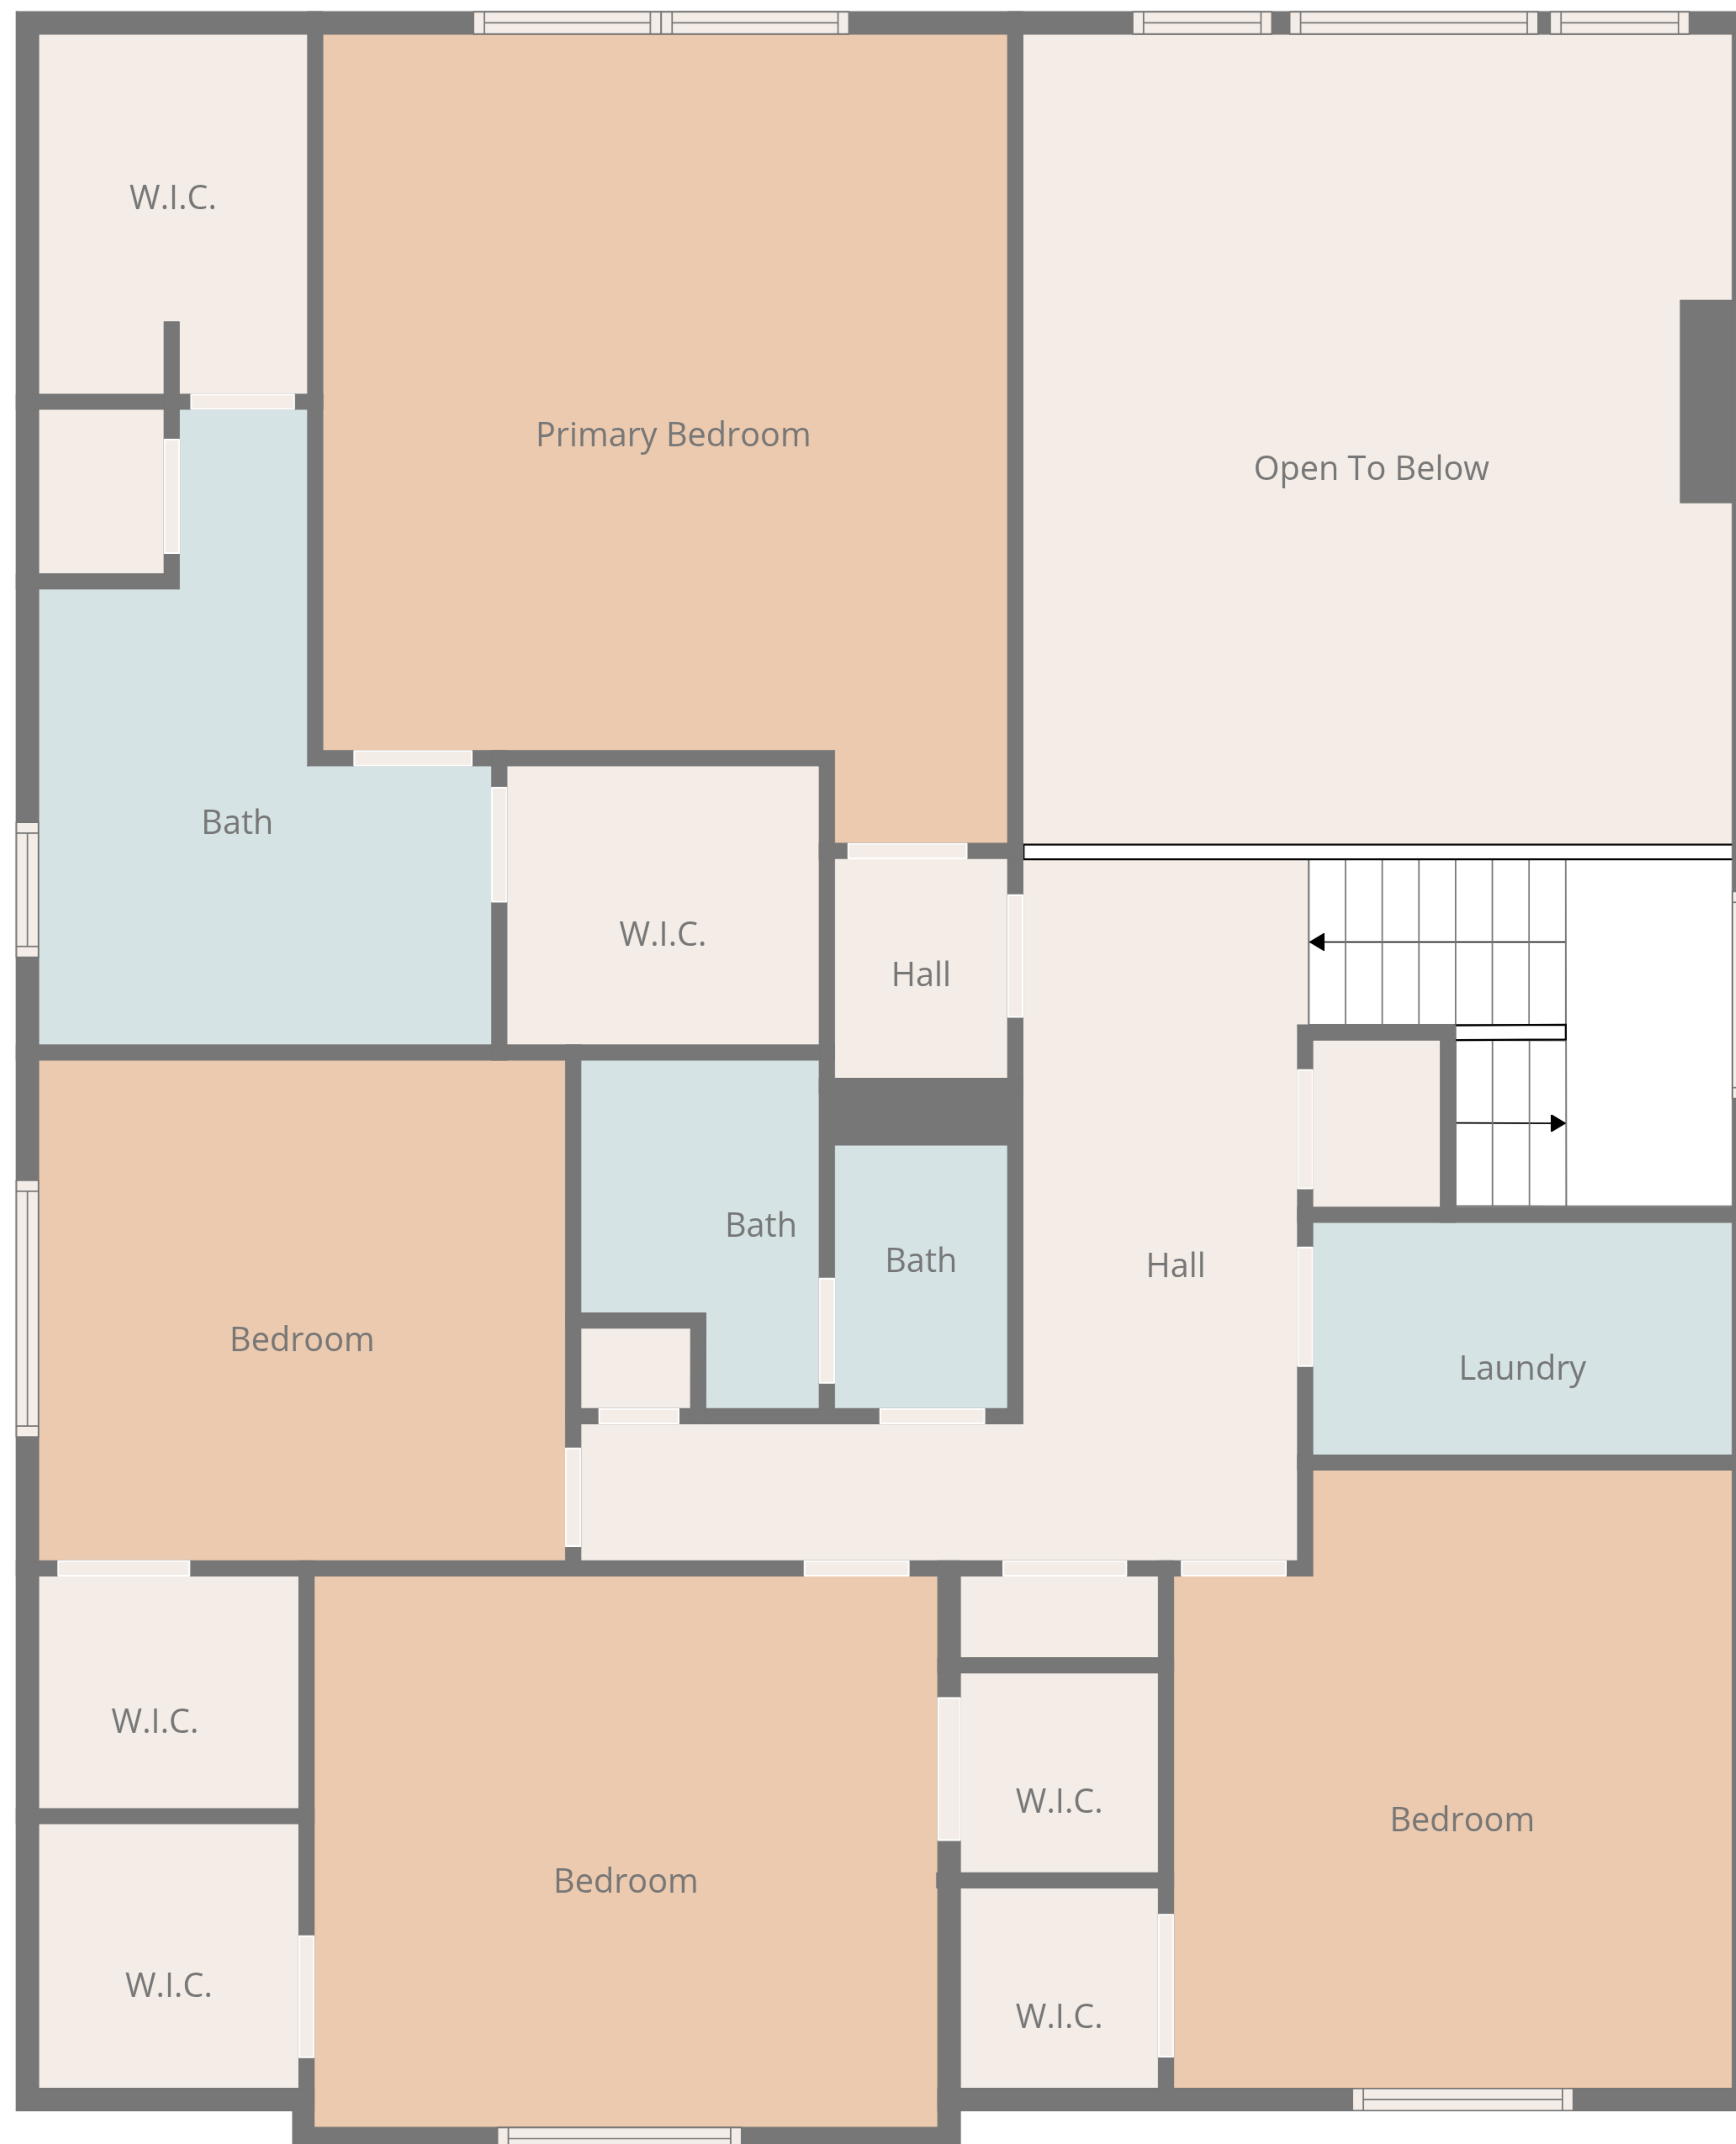 W.I.C.
Primary Bedroom
Open To Below
Bath
W.I.C.
Hall
Bath
Bath
Hall
Bedroom
Laundry
W.I.C.
W.I.C.
Bedroom
Bedroom
W.I.C.
W.I.C.